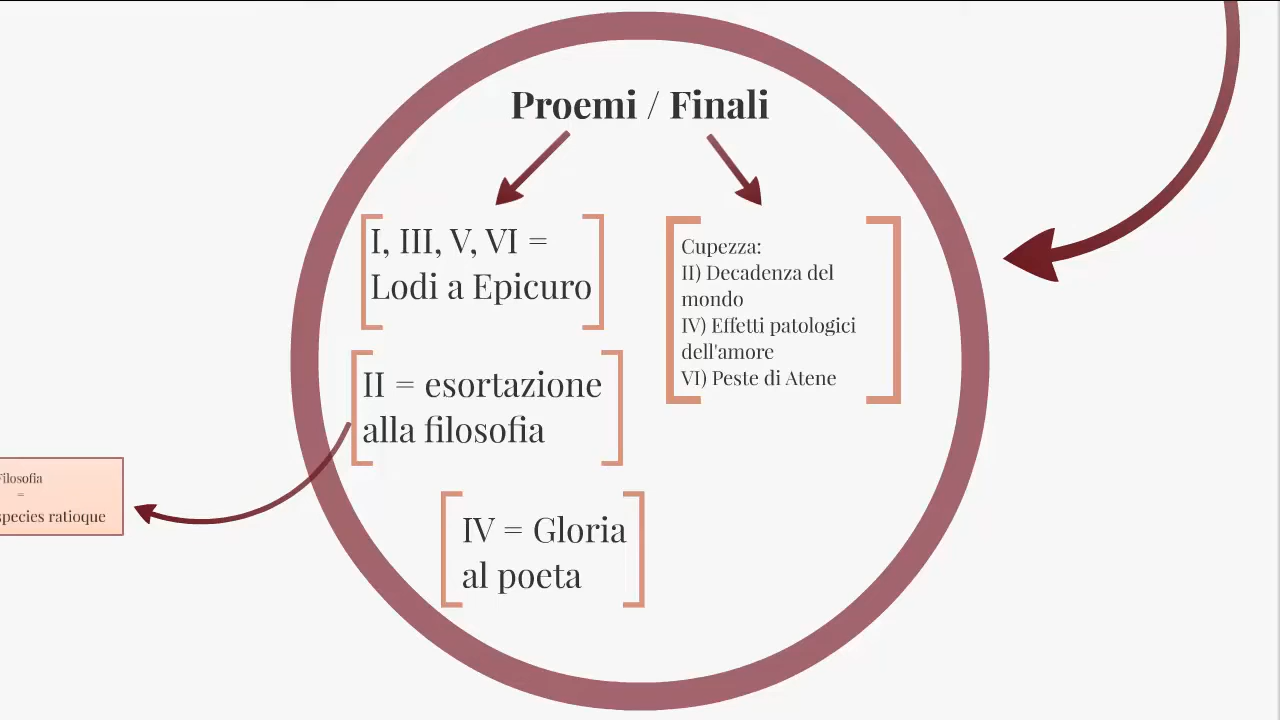 Proemi / Finali
I, III, V, VI =
Lodi a Epicuro
II = esortazione
alla filosofia
IV = Gloria
al poeta
Cupezza:
II) Decadenza del
mondo
IV) Effetti patologici
dell'amore
VI) Peste di Atene
Filosofia
=
species ratioque